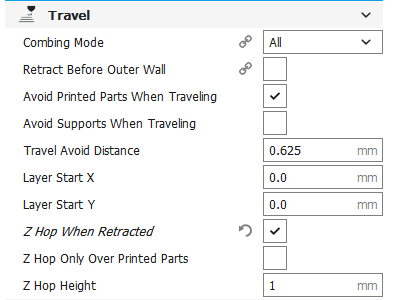 Travel
Combing Mode All
Retract Before Outer Wall
Avoid Printed Parts When Traveling
Avoid Supports When Traveling
Travel Avoid Distance 0.625 mm
Layer Start X 0.0 mm
Layer Start Y 0.0 mm
Z Hop When Retracted
Z Hop Only Over Printed Parts
Z Hop Height 1 mm